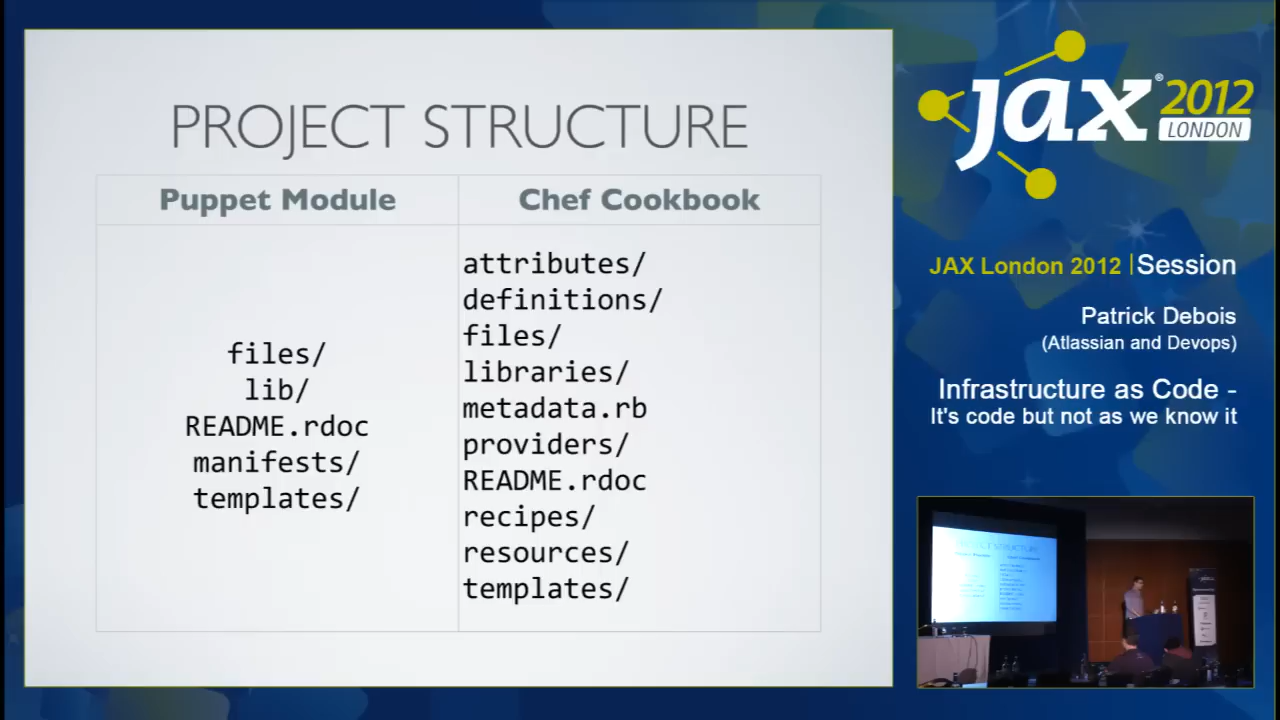 PROJECT STRUCTURE
Puppet Module
Chef Cookbook
files/
lib/
README.rdoc
manifests/
templates/
attributes/
definitions/
files/
libraries/
metadata.rb
providers/
README.rdoc
recipes/
resources/
templates/
jax® 2012
LONDON
JAX London 2012 | Session
Patrick Debois
(Atlassian and Devops)
Infrastructure as Code -
It's code but not as we know it